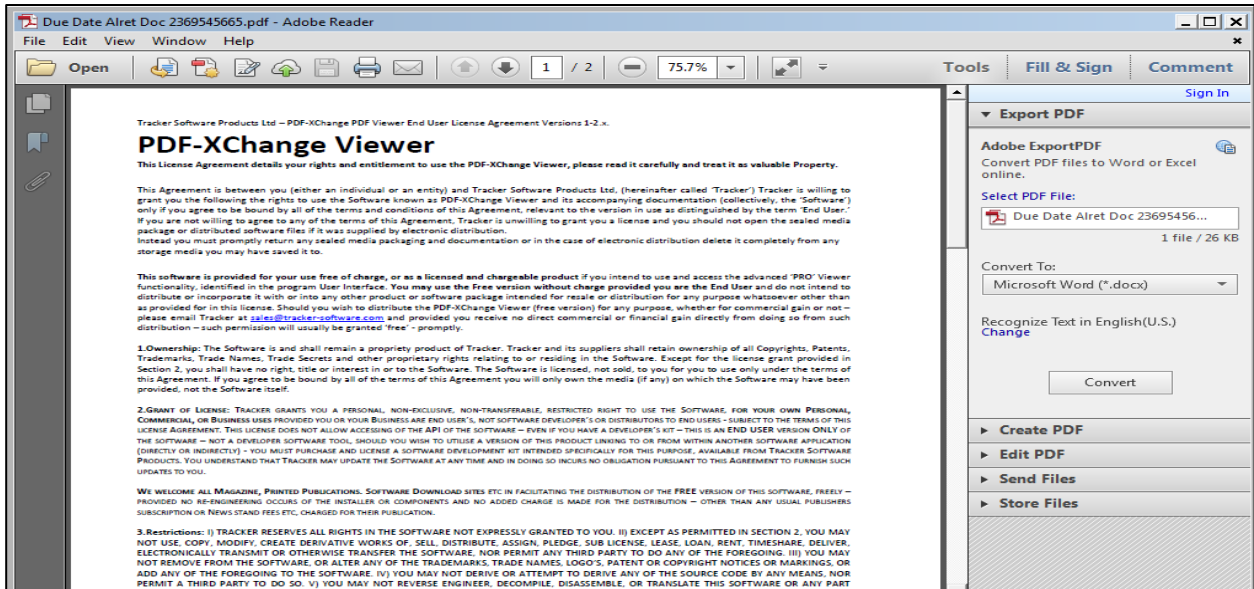 Due Date Alret Doc 2369545665.pdf - Adobe Reader
File Edit View Window Help
Open 1 / 2 75.7% Tools Fill & Sign Comment
Sign In
Tracker Software Products Ltd – PDF-XChange PDF Viewer End User License Agreement Versions 1-2.x.
PDF-XChange Viewer
This License Agreement details your rights and entitlement to use the PDF-XChange Viewer, please read it carefully and treat it as valuable Property.
This Agreement is between you (either an individual or an entity) and Tracker Software Products Ltd, (hereinafter called 'Tracker') Tracker is willing to
grant you the following the rights to use the Software known as PDF-XChange Viewer and its accompanying documentation (collectively, the 'Software')
only if you agree to be bound by all of the terms and conditions of this Agreement, relevant to the version in use as distinguished by the term 'End User.'
If you are not willing to agree to any of the terms of this Agreement, Tracker is unwilling to grant you a license and you should not open the sealed media
package or distributed software files if it was supplied by electronic distribution.
Instead you must promptly return any sealed media packaging and documentation or in the case of electronic distribution delete it completely from any
storage media you may have saved it to.
This software is provided for your use free of charge, or as a licensed and chargeable product if you intend to use and access the advanced 'PRO' Viewer
functionality, identified in the program User Interface. You may use the Free version without charge provided you are the End User and do not intend to
distribute or incorporate it with or into any other product or software package intended for resale or distribution for any purpose whatsoever other than
as provided for in this license. Should you wish to distribute the PDF-XChange Viewer (free version) for any purpose, whether for commercial gain or not –
please email Tracker at sales@tracker-software.com and provided you receive no direct commercial or financial gain directly from doing so from such
distribution – such permission will usually be granted 'free' - promptly.
1.Ownership: The Software is and shall remain a propriety product of Tracker. Tracker and its suppliers shall retain ownership of all Copyrights, Patents,
Trademarks, Trade Names, Trade Secrets and other proprietary rights relating to or residing in the Software. Except for the license grant provided in
Section 2, you shall have no right, title or interest in or to the Software. The Software is licensed, not sold, to you for you to use only under the terms of
this Agreement. If you agree to be bound by all of the terms of this Agreement you will only own the media (if any) on which the Software may have been
provided, not the Software itself.
2.GRANT OF LICENSE: TRACKER GRANTS YOU A PERSONAL, NON-EXCLUSIVE, NON-TRANSFERABLE, RESTRICTED RIGHT TO USE THE SOFTWARE, FOR YOUR OWN PERSONAL,
COMMERCIAL, OR BUSINESS USES PROVIDED YOU OR YOUR BUSINESS ARE END USER'S, NOT SOFTWARE DEVELOPER'S OR DISTRIBUTORS TO END USERS - SUBJECT TO THE TERMS OF THIS
LICENSE AGREEMENT. THIS LICENSE DOES NOT ALLOW ACCESSING OF THE API OF THE SOFTWARE – EVEN IF YOU HAVE A DEVELOPER'S KIT – THIS IS AN END USER VERSION ONLY OF
THE SOFTWARE – NOT A DEVELOPER SOFTWARE TOOL, SHOULD YOU WISH TO UTILISE A VERSION OF THIS PRODUCT LINKING TO OR FROM WITHIN ANOTHER SOFTWARE APPLICATION
(DIRECTLY OR INDIRECTLY) - YOU MUST PURCHASE AND LICENSE A SOFTWARE DEVELOPMENT KIT INTENDED SPECIFICALLY FOR THIS PURPOSE, AVAILABLE FROM TRACKER SOFTWARE
PRODUCTS. YOU UNDERSTAND THAT TRACKER MAY UPDATE THE SOFTWARE AT ANY TIME AND IN DOING SO INCURS NO OBLIGATION PURSUANT TO THIS AGREEMENT TO FURNISH SUCH
UPDATES TO YOU.
WE WELCOME ALL MAGAZINE, PRINTED PUBLICATIONS. SOFTWARE DOWNLOAD SITES ETC IN FACILITATING THE DISTRIBUTION OF THE FREE VERSION OF THIS SOFTWARE, FREELY –
PROVIDED NO RE-ENGINEERING OCCURS OF THE INSTALLER OR COMPONENTS AND NO ADDED CHARGE IS MADE FOR THE DISTRIBUTION – OTHER THAN ANY USUAL PUBLISHERS
SUBSCRIPTION OR NEWS STAND FEES ETC, CHARGED FOR THEIR PUBLICATION.
3.Restrictions: I) TRACKER RESERVES ALL RIGHTS IN THE SOFTWARE NOT EXPRESSLY GRANTED TO YOU. II) EXCEPT AS PERMITTED IN SECTION 2, YOU MAY
NOT USE, COPY, MODIFY, CREATE DERIVATIVE WORKS OF, SELL, DISTRIBUTE, ASSIGN, PLEDGE, SUB LICENSE, LEASE, LOAN, RENT, TIMESHARE, DELIVER,
ELECTRONICALLY TRANSMIT OR OTHERWISE TRANSFER THE SOFTWARE, NOR PERMIT ANY THIRD PARTY TO DO ANY OF THE FOREGOING. III) YOU MAY
NOT REMOVE FROM THE SOFTWARE, OR ALTER ANY OF THE TRADEMARKS, TRADE NAMES, LOGO'S, PATENT OR COPYRIGHT NOTICES OR MARKINGS, OR
ADD ANY OF THE FOREGOING TO THE SOFTWARE. IV) YOU MAY NOT DERIVE OR ATTEMPT TO DERIVE ANY OF THE SOURCE CODE BY ANY MEANS, NOR
PERMIT A THIRD PARTY TO DO SO. V) YOU MAY NOT REVERSE ENGINEER, DECOMPILE, DISASSEMBLE, OR TRANSLATE THIS SOFTWARE OR ANY PART
Export PDF
Adobe ExportPDF
Convert PDF files to Word or Excel
online.
Select PDF File:
Due Date Alret Doc 23695456...
1 file / 26 KB
Convert To:
Microsoft Word (*.docx)
Recognize Text in English(U.S.)
Change
Convert
Create PDF
Edit PDF
Send Files
Store Files